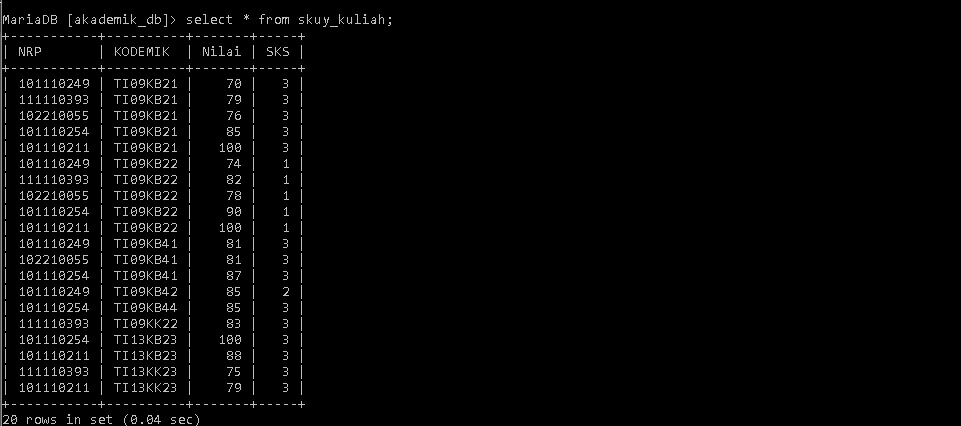 MariaDB [akademik_db]> select * from skuy_kuliah;
+-----------+----------+-------+-----+
| NRP       | KODEMIK  | Nilai | SKS |
+-----------+----------+-------+-----+
| 101110249 | TI09KB21 |    70 |   3 |
| 111110393 | TI09KB21 |    79 |   3 |
| 102210055 | TI09KB21 |    76 |   3 |
| 101110254 | TI09KB21 |    85 |   3 |
| 101110211 | TI09KB21 |   100 |   3 |
| 101110249 | TI09KB22 |    74 |   1 |
| 111110393 | TI09KB22 |    82 |   1 |
| 102210055 | TI09KB22 |    78 |   1 |
| 101110254 | TI09KB22 |    90 |   1 |
| 101110211 | TI09KB22 |   100 |   1 |
| 101110249 | TI09KB41 |    81 |   3 |
| 102210055 | TI09KB41 |    81 |   3 |
| 101110254 | TI09KB41 |    87 |   3 |
| 101110249 | TI09KB42 |    85 |   2 |
| 101110254 | TI09KB44 |    85 |   3 |
| 111110393 | TI09KK22 |    83 |   3 |
| 101110254 | TI13KB23 |   100 |   3 |
| 101110211 | TI13KB23 |    88 |   3 |
| 111110393 | TI13KK23 |    75 |   3 |
| 101110211 | TI13KK23 |    79 |   3 |
+-----------+----------+-------+-----+
20 rows in set (0.04 sec)